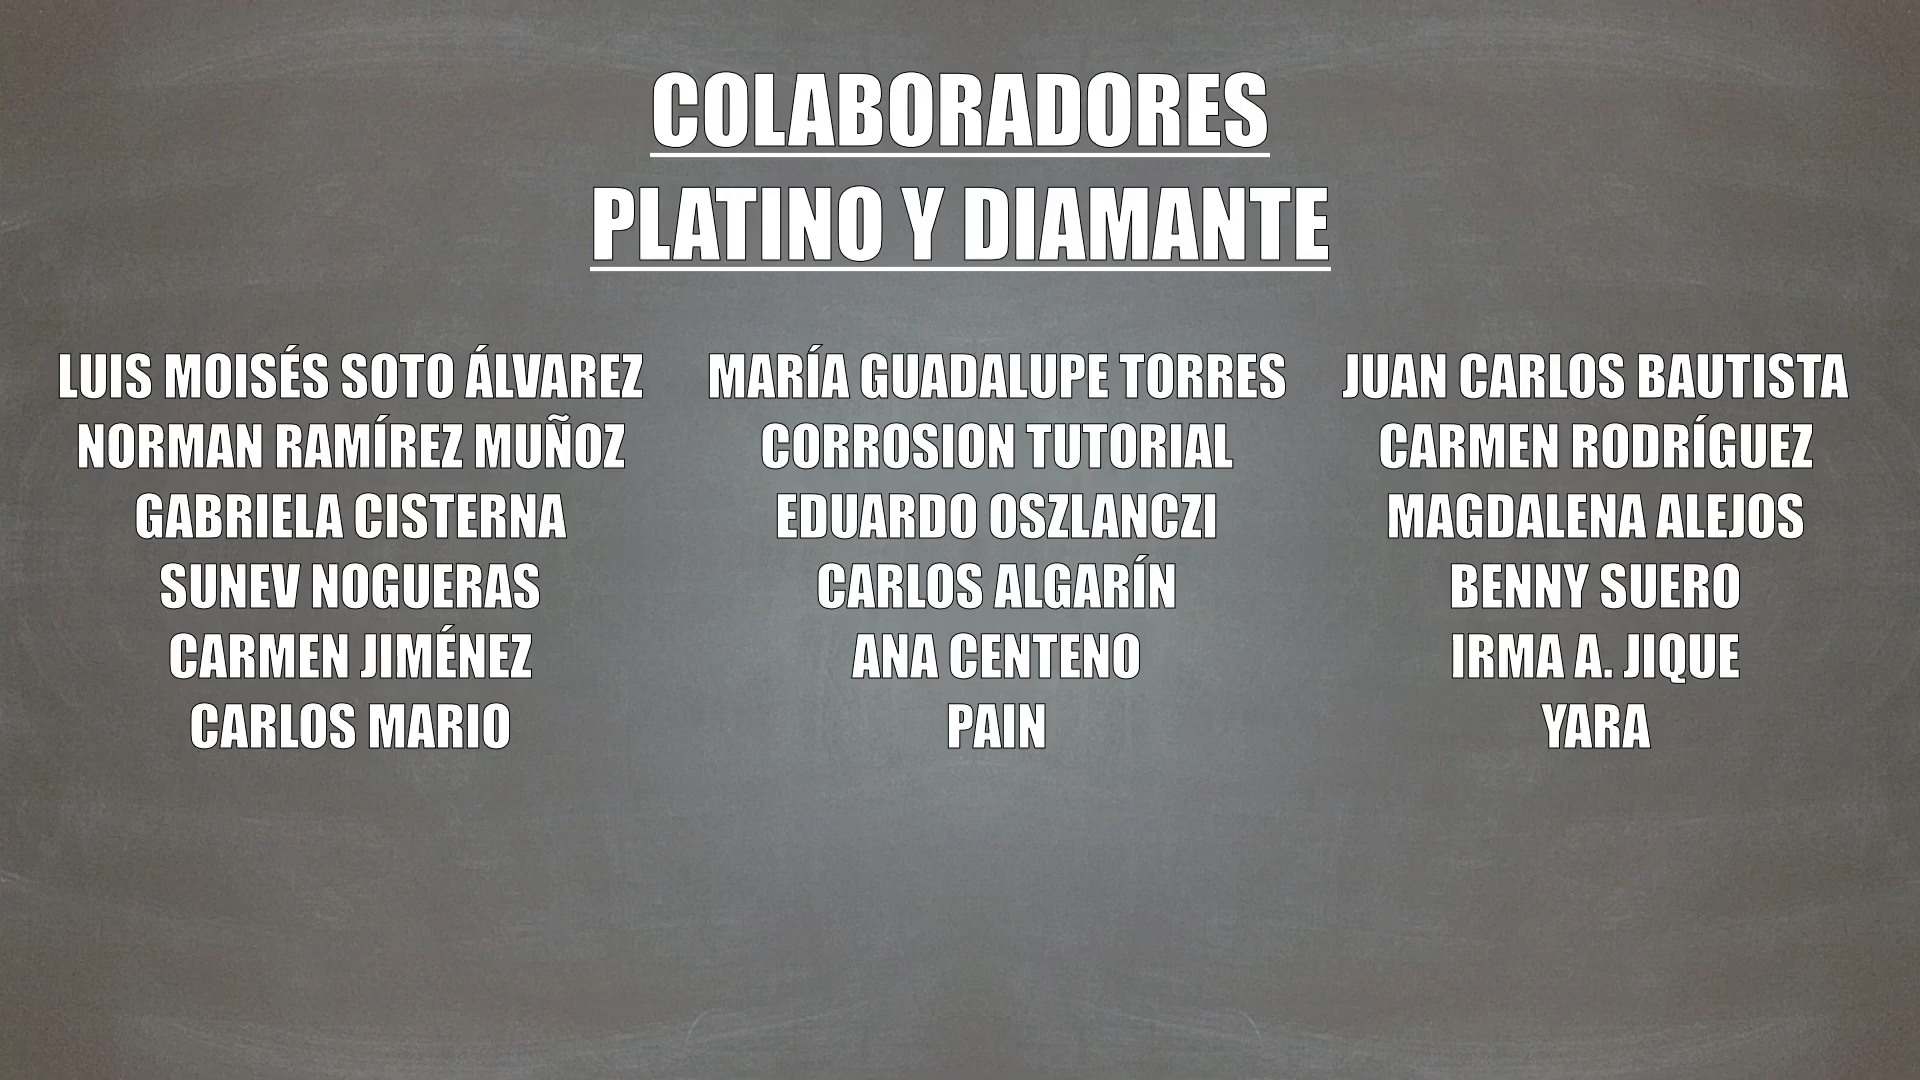 COLABORADORES
PLATINO Y DIAMANTE
LUIS MOISÉS SOTO ÁLVAREZ
NORMAN RAMÍREZ MUÑOZ
GABRIELA CISTERNA
SUNEV NOGUERAS
CARMEN JIMÉNEZ
CARLOS MARIO
MARÍA GUADALUPE TORRES
CORROSION TUTORIAL
EDUARDO OSZLANCZI
CARLOS ALGARÍN
ANA CENTENO
PAIN
JUAN CARLOS BAUTISTA
CARMEN RODRÍGUEZ
MAGDALENA ALEJOS
BENNY SUERO
IRMA A. JIQUE
YARA